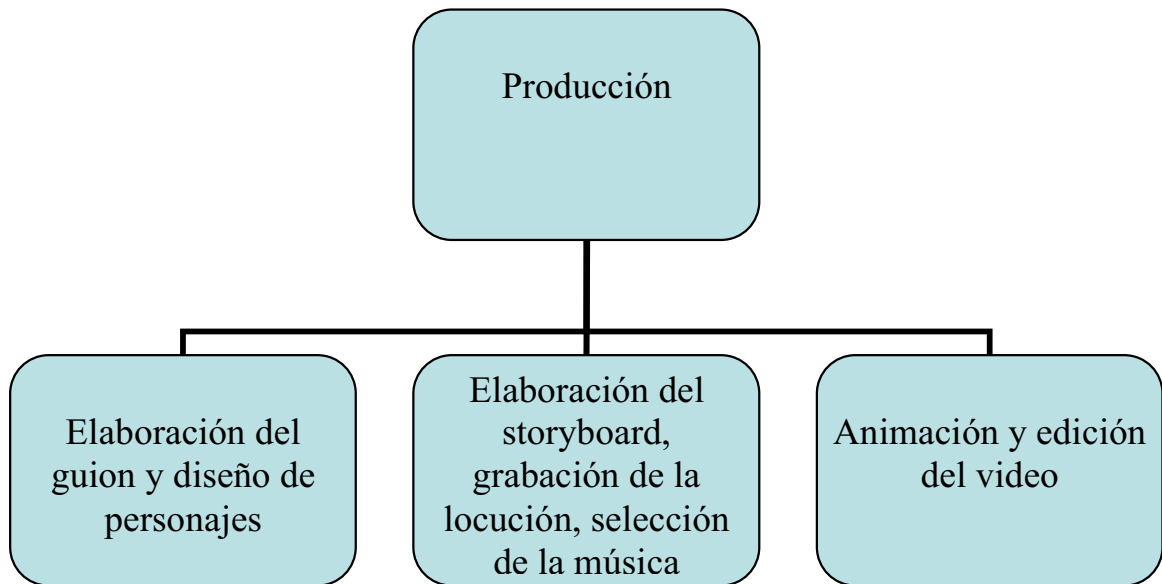 Producción
Elaboración del
guion y diseño de
personajes
Elaboración del
storyboard,
grabación de la
locución, selección
de la música
Animación y edición
del video